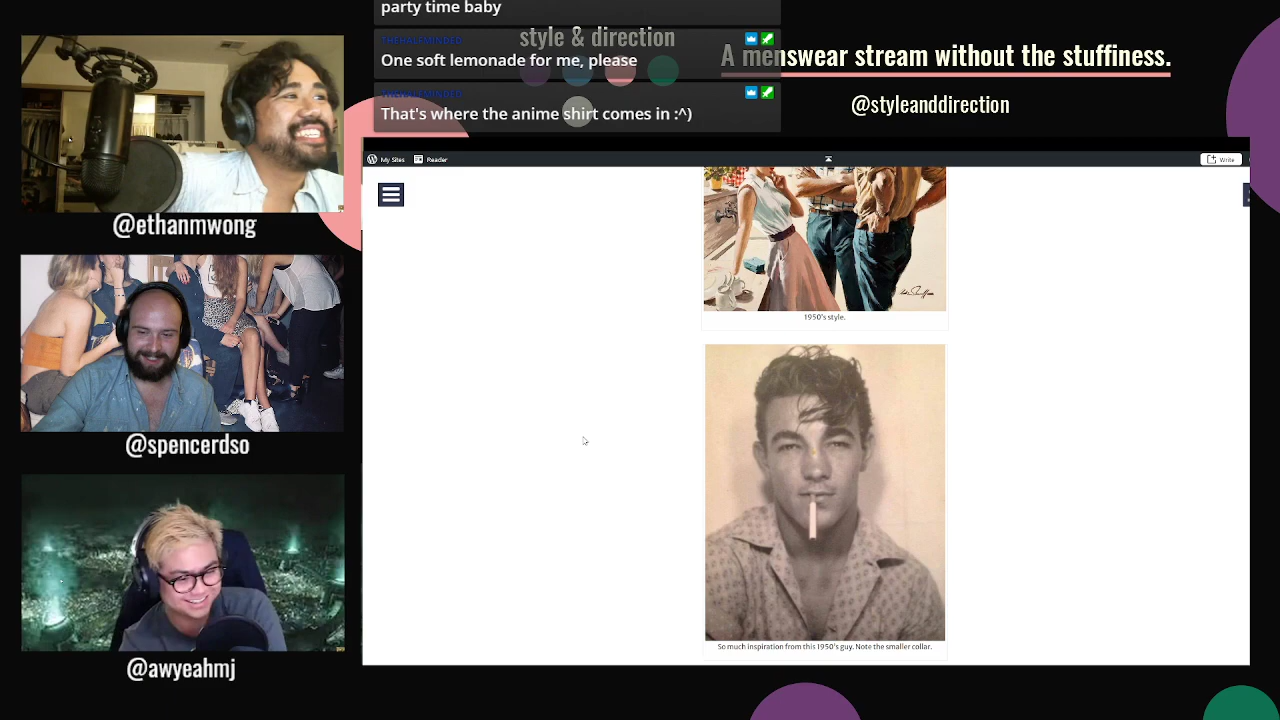 party time baby
THEHALFMINDED
One soft lemonade for me, please
That's where the anime shirt comes in :^)
style & direction
A menswear stream without the stuffiness.
@styleanddirection
@ethanmwong
@spencerdso
@awyeahmj
My Sites
Reader
Write
1950's style.
So much inspiration from this 1950's guy. Note the smaller collar.